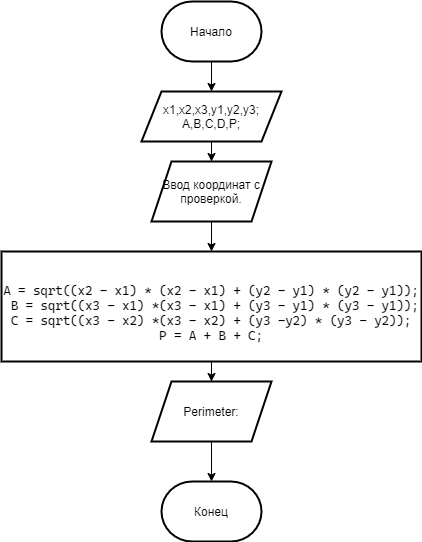 Начало
x1,x2,x3,y1,y2,y3;
A,B,C,D,P;
Ввод координат с
проверкой.
A = sqrt((x2 - x1) * (x2 - x1) + (y2 - y1) * (y2 - y1));
B = sqrt((x3 - x1) *(x3 - x1) + (y3 - y1) * (y3 - y1));
C = sqrt((x3 - x2) *(x3 - x2) + (y3 -y2) * (y3 - y2));
P = A + B + C;
Perimeter:
Конец